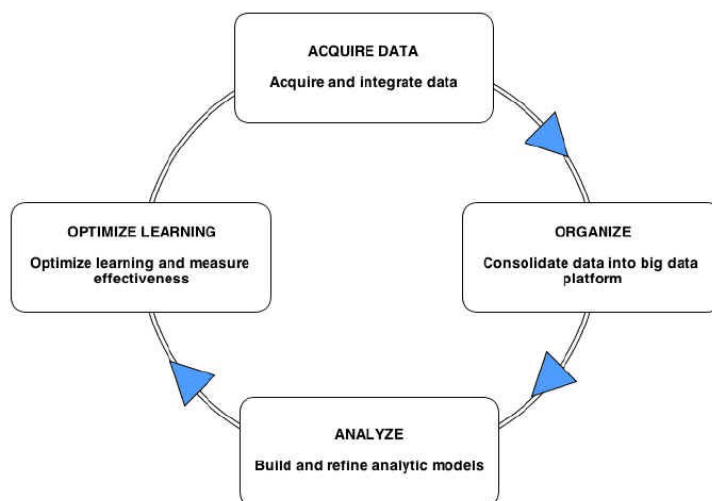 ACQUIRE DATA
Acquire and integrate data
OPTIMIZE LEARNING
Optimize learning and measure
effectiveness
ORGANIZE
Consolidate data into big data
platform
ANALYZE
Build and refine analytic models